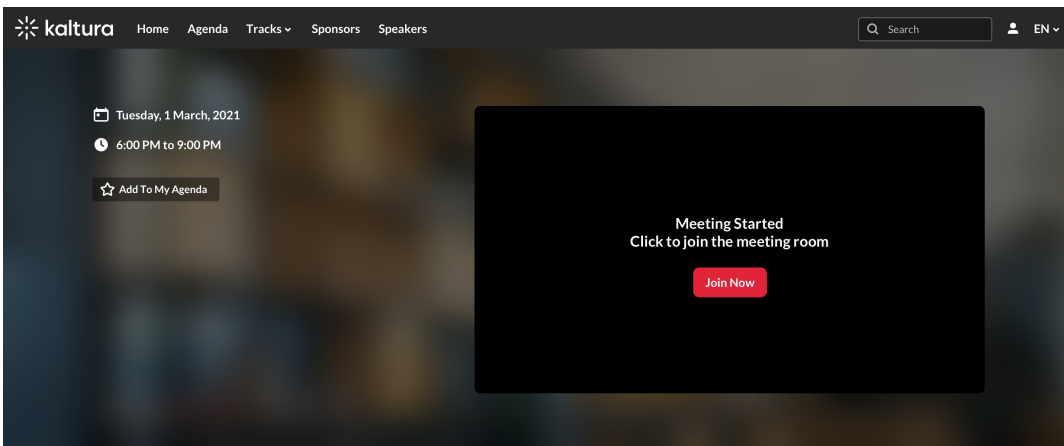 kaltura Home Agenda Tracks Sponsors Speakers Search EN
Tuesday, 1 March, 2021
6:00 PM to 9:00 PM
Add To My Agenda
Meeting Started
Click to join the meeting room
Join Now